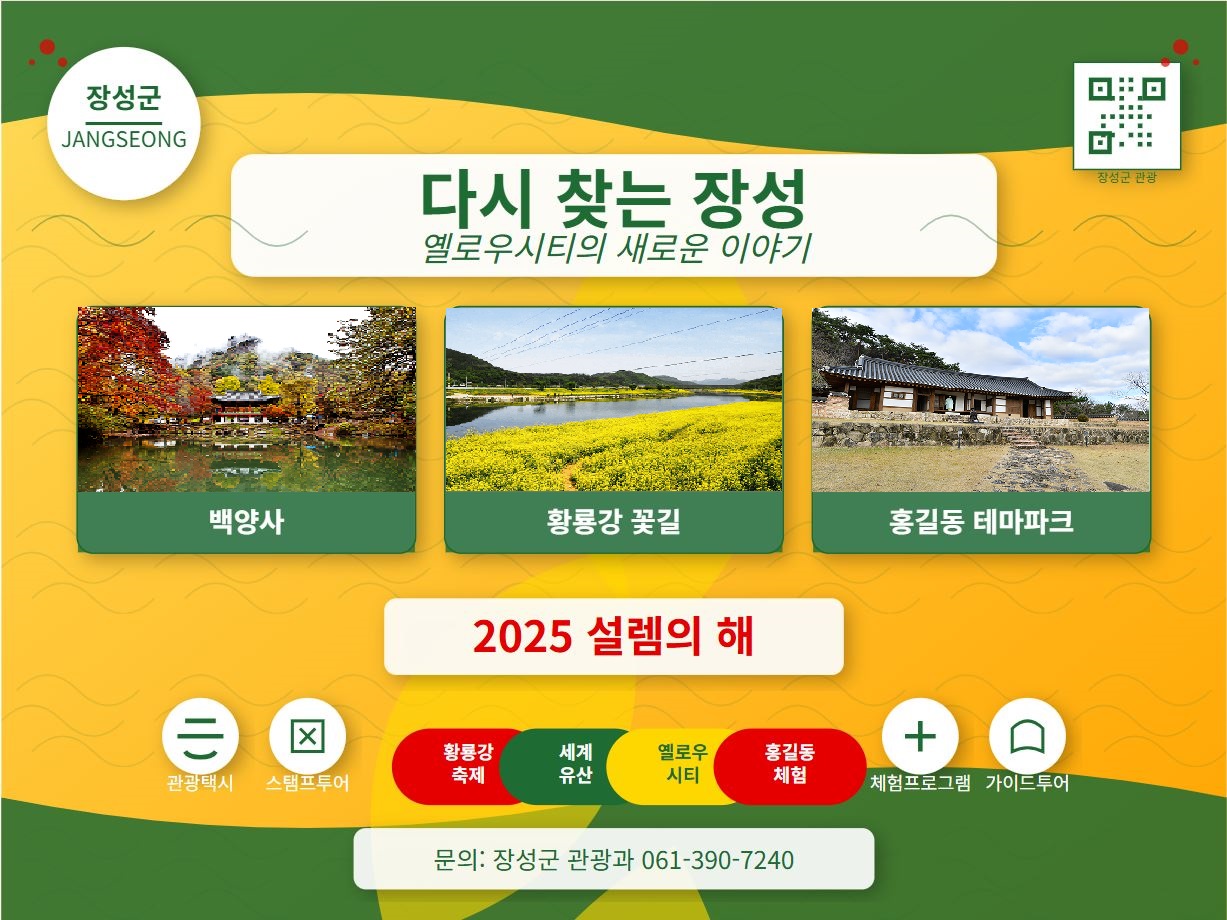 장성군
JANGSEONG
장성군 관광
다시 찾는 장성
옐로우시티의 새로운 이야기
백양사
황룡강 꽃길
홍길동 테마파크
2025 설렘의 해
관광택시
스탬프투어
황룡강
축제
세계
유산
옐로우
시티
홍길동
체험
체험프로그램
가이드투어
문의: 장성군 관광과 061-390-7240